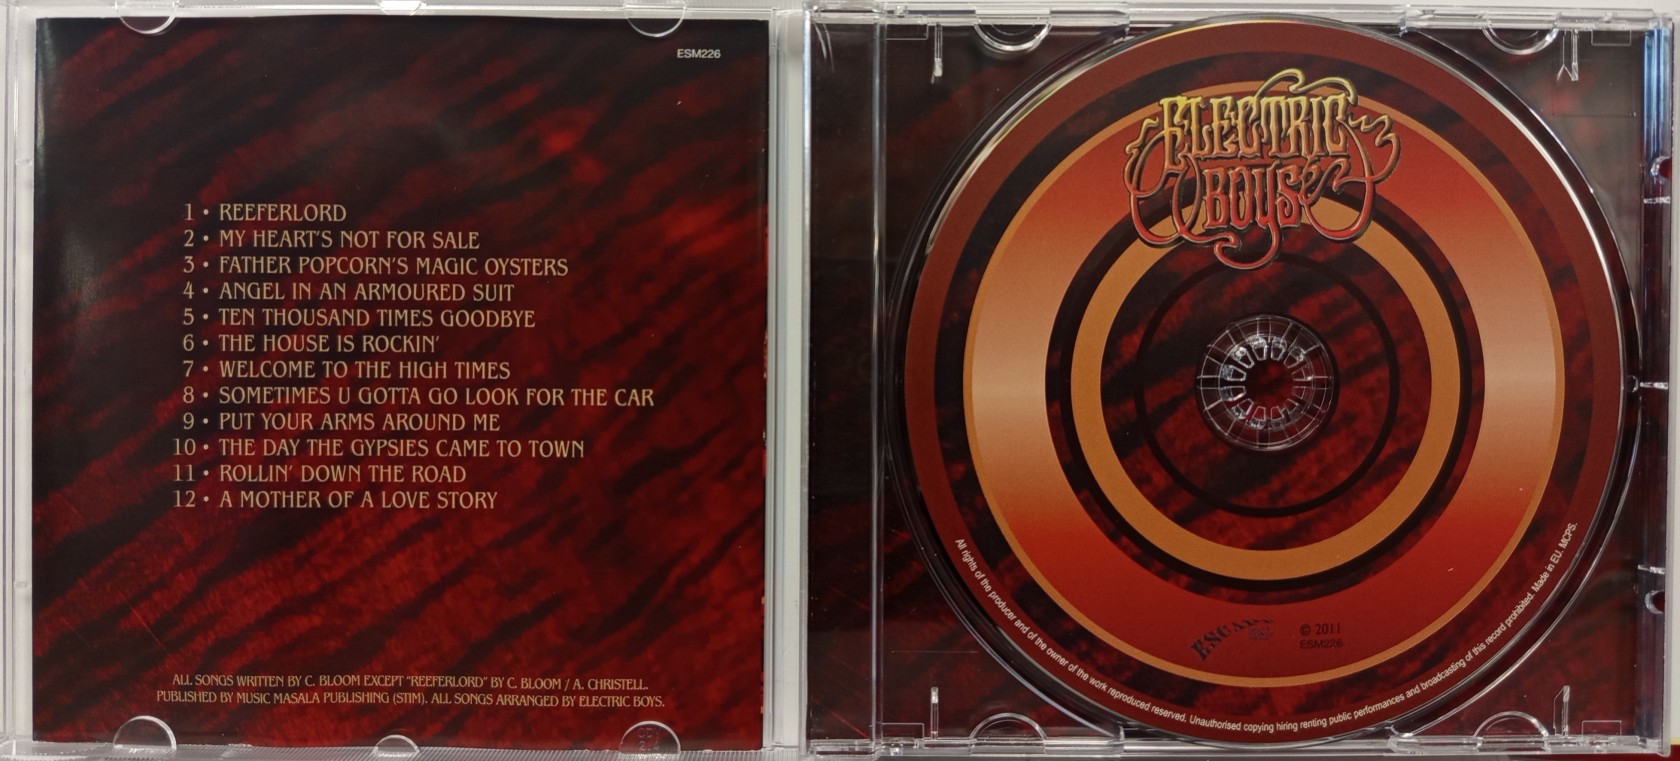 ESM226
1 • REEFERLORD
2 • MY HEART'S NOT FOR SALE
3 • FATHER POPCORN'S MAGIC OYSTERS
4 • ANGEL IN AN ARMOURED SUIT
5 • TEN THOUSAND TIMES GOODBYE
6 • THE HOUSE IS ROCKIN'
7 • WELCOME TO THE HIGH TIMES
8 • SOMETIMES U GOTTA GO LOOK FOR THE CAR
9 • PUT YOUR ARMS AROUND ME
10 • THE DAY THE GYPSIES CAME TO TOWN
11 • ROLLIN' DOWN THE ROAD
12 • A MOTHER OF A LOVE STORY
ALL SONGS WRITTEN BY C. BLOOM EXCEPT "REEFERLORD" BY C. BLOOM / A. CHRISTELL.
PUBLISHED BY MUSIC MASALA PUBLISHING (STIM). ALL SONGS ARRANGED BY ELECTRIC BOYS.
ELECTRIC
BOYS
© 2011
ESM226
All rights of the producer and of the owner of the work reproduced reserved. Unauthorised copying hiring renting public performances and broadcasting of this record prohibited. Made in EU. MCPS.